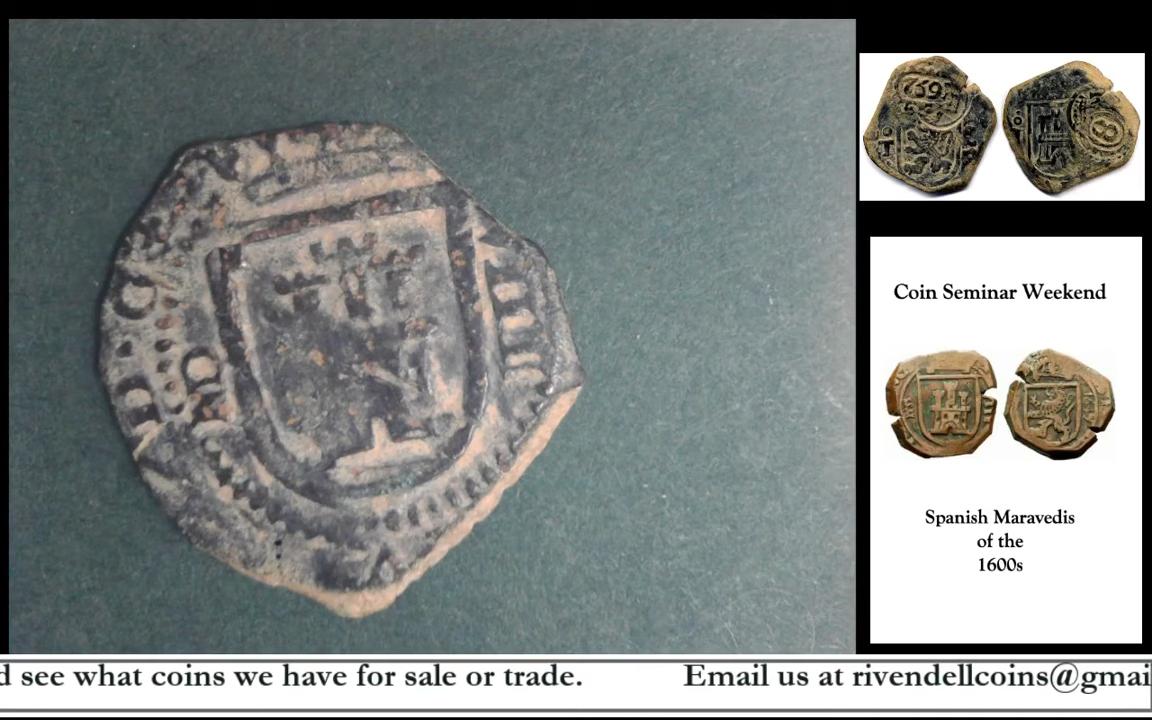 Coin Seminar Weekend
Spanish Maravedis
of the
1600s
d see what coins we have for sale or trade. Email us at rivendellcoins@gmai